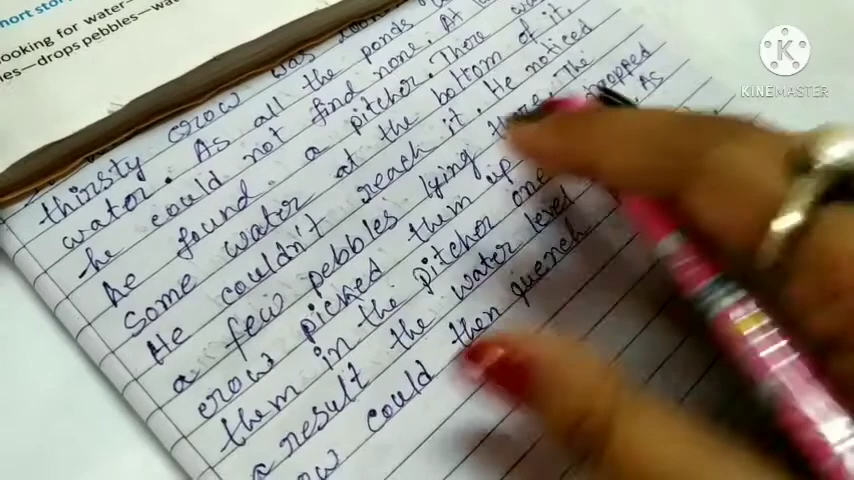 hort stor
ooking for water—
les—drops pebbles—wa
thirsty crow was
water. As all the ponds
he could not find none. At
he found a pitcher. There
some water at the bottom of it.
He couldn't reach it. He noticed
a few pebbles lying there. The
crow picked them up dropped
them in the pitcher one As
a result the water level
ow could then quench
KINEMASTER